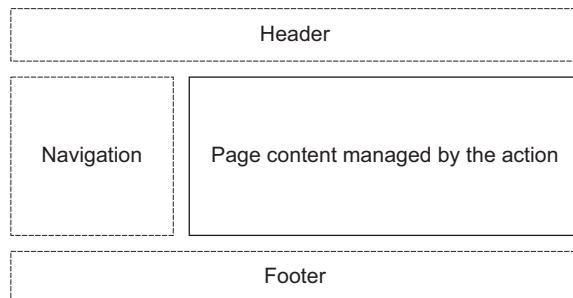 Header
Navigation
Page content managed by the action
Footer